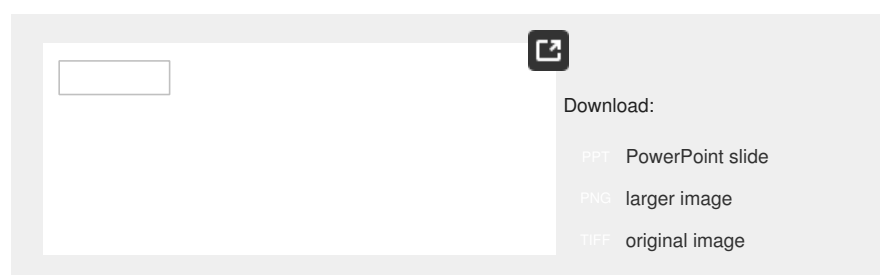 Download:
PPT PowerPoint slide
PNG larger image
TIFF original image